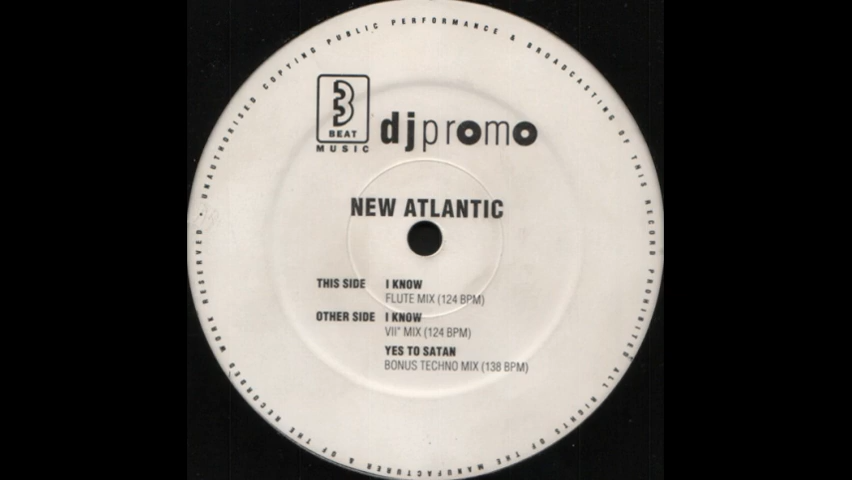 UNAUTHORISED COPYING PUBLIC PERFORMANCE & BROADCASTING OF THIS RECORD PROHIBITED ALL RIGHTS OF THE MANUFACTURER & OF THE RECORDED WORK RESERVED
3
BEAT
MUSIC
djpromo
NEW ATLANTIC
THIS SIDE I KNOW
FLUTE MIX (124 BPM)
OTHER SIDE I KNOW
VII" MIX (124 BPM)
YES TO SATAN
BONUS TECHNO MIX (138 BPM)